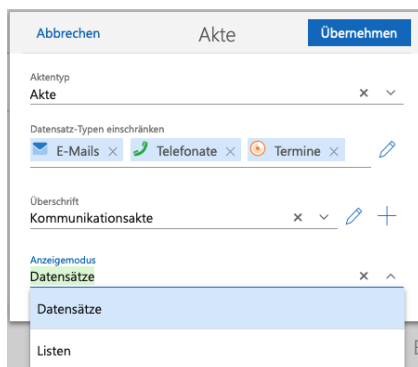 Abbrechen Akte Übernehmen
Aktentyp
Akte
Datensatz-Typen einschränken
E-Mails Telefonate Termine
Überschrift
Kommunikationsakte
Anzeigemodus
Datensätze
Datensätze
Listen